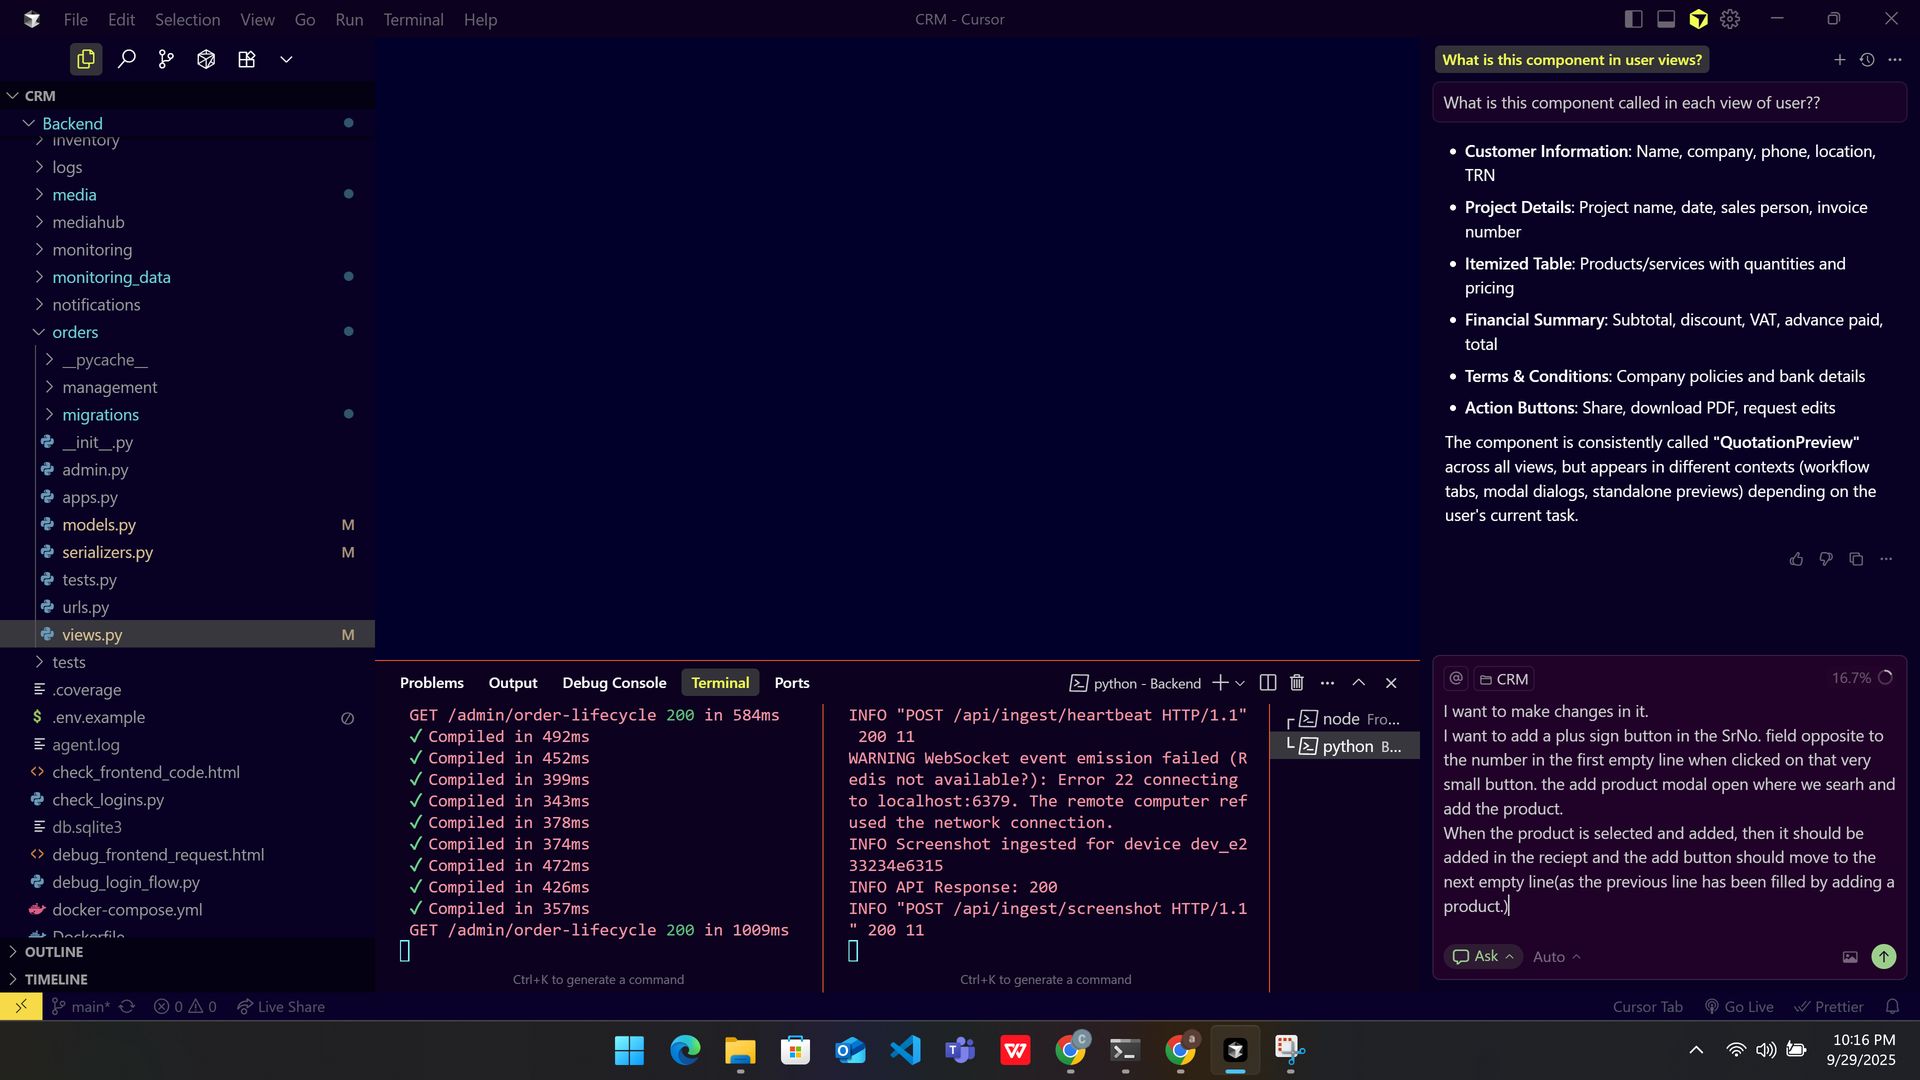 File Edit Selection View Go Run Terminal Help
CRM - Cursor
CRM
Backend
inventory
logs
media
mediahub
monitoring
monitoring_data
notifications
orders
__pycache__
management
migrations
__init__.py
admin.py
apps.py
models.py M
serializers.py M
tests.py
urls.py
views.py M
tests
.coverage
$ .env.example
agent.log
check_frontend_code.html
check_logins.py
db.sqlite3
debug_frontend_request.html
debug_login_flow.py
docker-compose.yml
Dockerfile
OUTLINE
TIMELINE
Problems Output Debug Console Terminal Ports
python - Backend
GET /admin/order-lifecycle 200 in 584ms
✓ Compiled in 492ms
✓ Compiled in 452ms
✓ Compiled in 399ms
✓ Compiled in 343ms
✓ Compiled in 378ms
✓ Compiled in 374ms
✓ Compiled in 472ms
✓ Compiled in 426ms
✓ Compiled in 357ms
GET /admin/order-lifecycle 200 in 1009ms
Ctrl+K to generate a command
INFO "POST /api/ingest/heartbeat HTTP/1.1"
200 11
WARNING WebSocket event emission failed (R
edis not available?): Error 22 connecting
to localhost:6379. The remote computer ref
used the network connection.
INFO Screenshot ingested for device dev_e2
33234e6315
INFO API Response: 200
INFO "POST /api/ingest/screenshot HTTP/1.1
" 200 11
Ctrl+K to generate a command
node Fro...
python B...
What is this component in user views?
What is this component called in each view of user??
• Customer Information: Name, company, phone, location,
TRN
• Project Details: Project name, date, sales person, invoice
number
• Itemized Table: Products/services with quantities and
pricing
• Financial Summary: Subtotal, discount, VAT, advance paid,
total
• Terms & Conditions: Company policies and bank details
• Action Buttons: Share, download PDF, request edits
The component is consistently called "QuotationPreview"
across all views, but appears in different contexts (workflow
tabs, modal dialogs, standalone previews) depending on the
user's current task.
@ CRM 16.7%
I want to make changes in it.
I want to add a plus sign button in the SrNo. field opposite to
the number in the first empty line when clicked on that very
small button. the add product modal open where we searh and
add the product.
When the product is selected and added, then it should be
added in the reciept and the add button should move to the
next empty line(as the previous line has been filled by adding a
product.)
Ask Auto
main* 0 0 Live Share
Cursor Tab Go Live Prettier
C
a
10:16 PM
9/29/2025